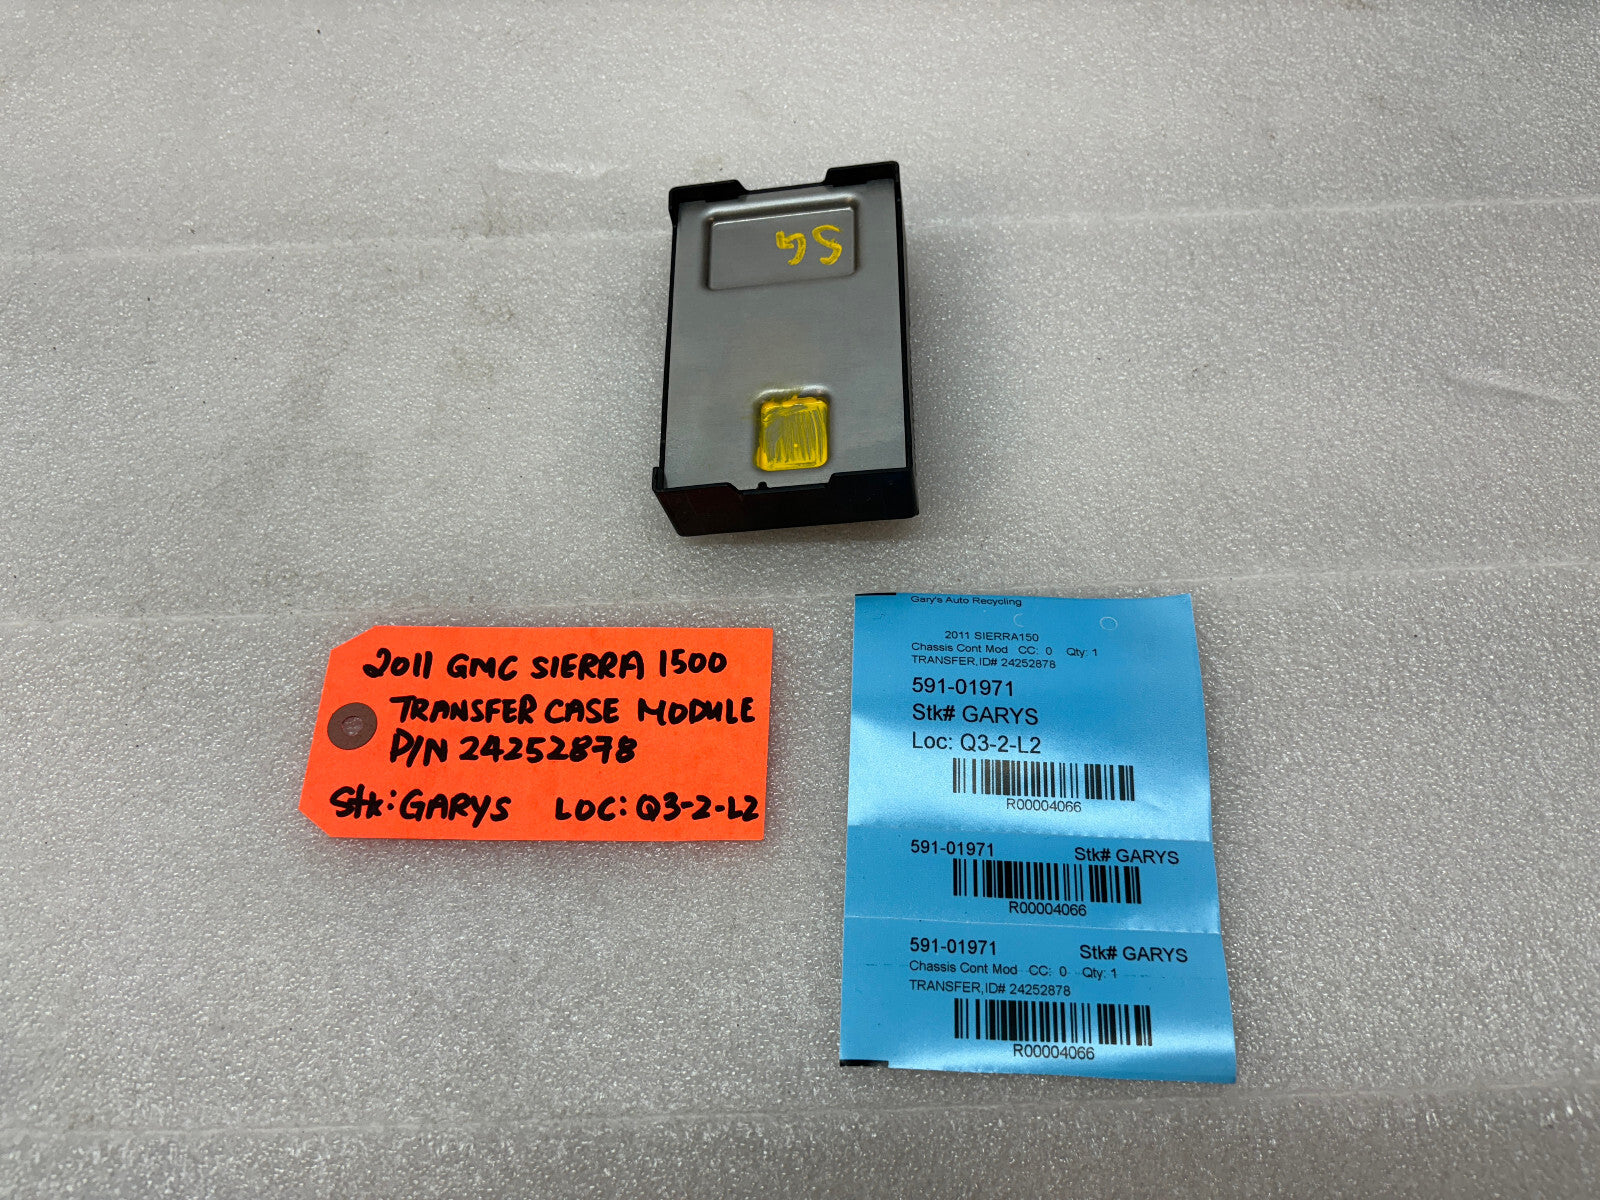 SG
2011 GMC SIERRA 1500
TRANSFER CASE MODULE
P/N 24252878
Stk: GARYS LOC: Q3-2-L2
Gary's Auto Recycling
2011 SIERRA150
Chassis Cont Mod CC: 0 Qty: 1
TRANSFER,ID# 24252878
591-01971
Stk# GARYS
Loc: Q3-2-L2
R00004066
591-01971 Stk# GARYS
R00004066
591-01971 Stk# GARYS
Chassis Cont Mod CC: 0 Qty: 1
TRANSFER,ID# 24252878
R00004066